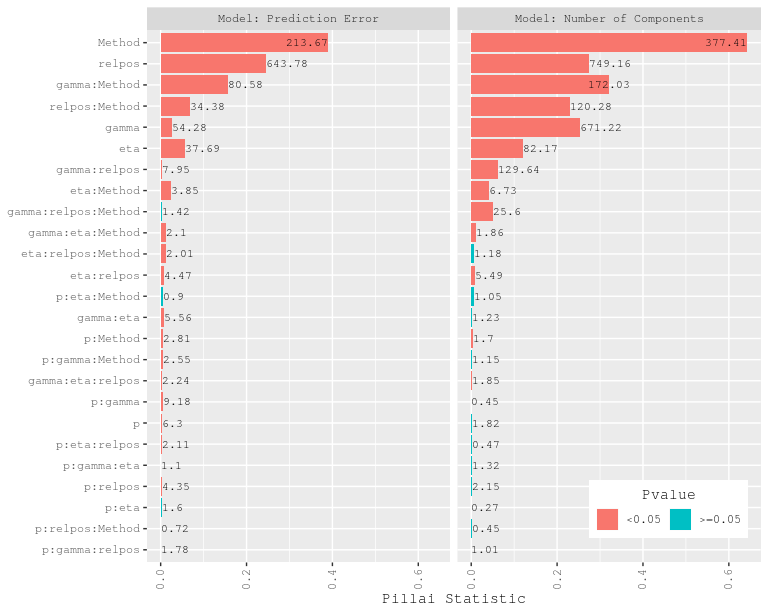 Model: Prediction Error Model: Number of Components
Method 213.67 377.41
relpos 643.78 749.16
gamma:Method 80.58 172.03
relpos:Method 34.38 120.28
gamma 54.28 671.22
eta 37.69 82.17
gamma:relpos 7.95 129.64
eta:Method 3.85 6.73
gamma:relpos:Method 1.42 25.6
gamma:eta:Method 2.1 1.86
eta:relpos:Method 2.01 1.18
eta:relpos 4.47 5.49
p:eta:Method 0.9 1.05
gamma:eta 5.56 1.23
p:Method 2.81 1.7
p:gamma:Method 2.55 1.15
gamma:eta:relpos 2.24 1.85
p:gamma 9.18 0.45
p 6.3 1.82
p:eta:relpos 2.11 0.47
p:gamma:eta 1.1 1.32
p:relpos 4.35 2.15
p:eta 1.6 0.27
p:relpos:Method 0.72 0.45
p:gamma:relpos 1.78 1.01
Pvalue
<0.05 >=0.05
0.0 0.2 0.4 0.6 0.0 0.2 0.4 0.6
Pillai Statistic